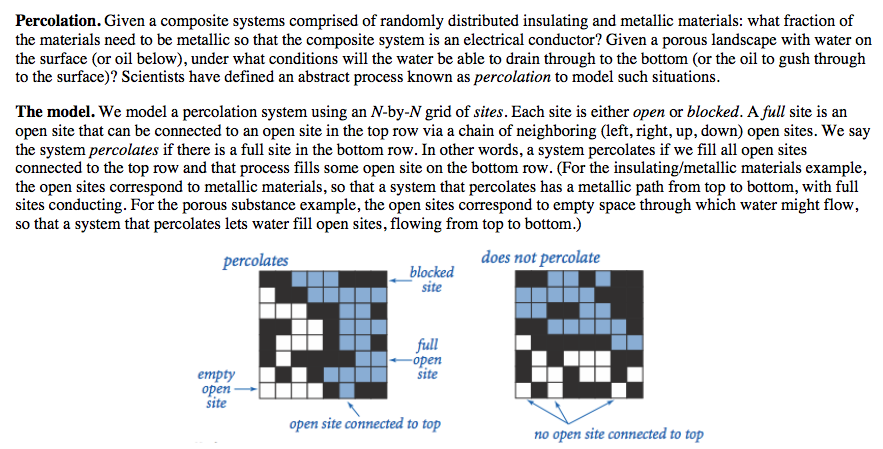 Percolation. Given a composite systems comprised of randomly distributed insulating and metallic materials: what fraction of
the materials need to be metallic so that the composite system is an electrical conductor? Given a porous landscape with water on
the surface (or oil below), under what conditions will the water be able to drain through to the bottom (or the oil to gush through
to the surface)? Scientists have defined an abstract process known as percolation to model such situations.
The model. We model a percolation system using an N-by-N grid of sites. Each site is either open or blocked. A full site is an
open site that can be connected to an open site in the top row via a chain of neighboring (left, right, up, down) open sites. We say
the system percolates if there is a full site in the bottom row. In other words, a system percolates if we fill all open sites
connected to the top row and that process fills some open site on the bottom row. (For the insulating/metallic materials example,
the open sites correspond to metallic materials, so that a system that percolates has a metallic path from top to bottom, with full
sites conducting. For the porous substance example, the open sites correspond to empty space through which water might flow,
so that a system that percolates lets water fill open sites, flowing from top to bottom.)
percolates
does not percolate
blocked
site
full
open
site
empty
open
site
open site connected to top
no open site connected to top